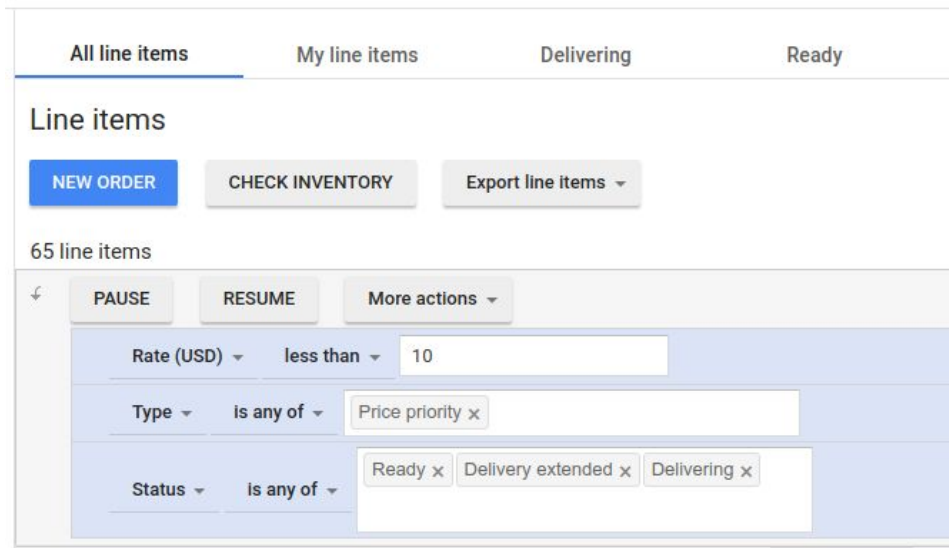 All line items My line items Delivering Ready
Line items
NEW ORDER CHECK INVENTORY Export line items
65 line items
PAUSE RESUME More actions
Rate (USD) less than 10
Type is any of Price priority ×
Status is any of Ready × Delivery extended × Delivering ×